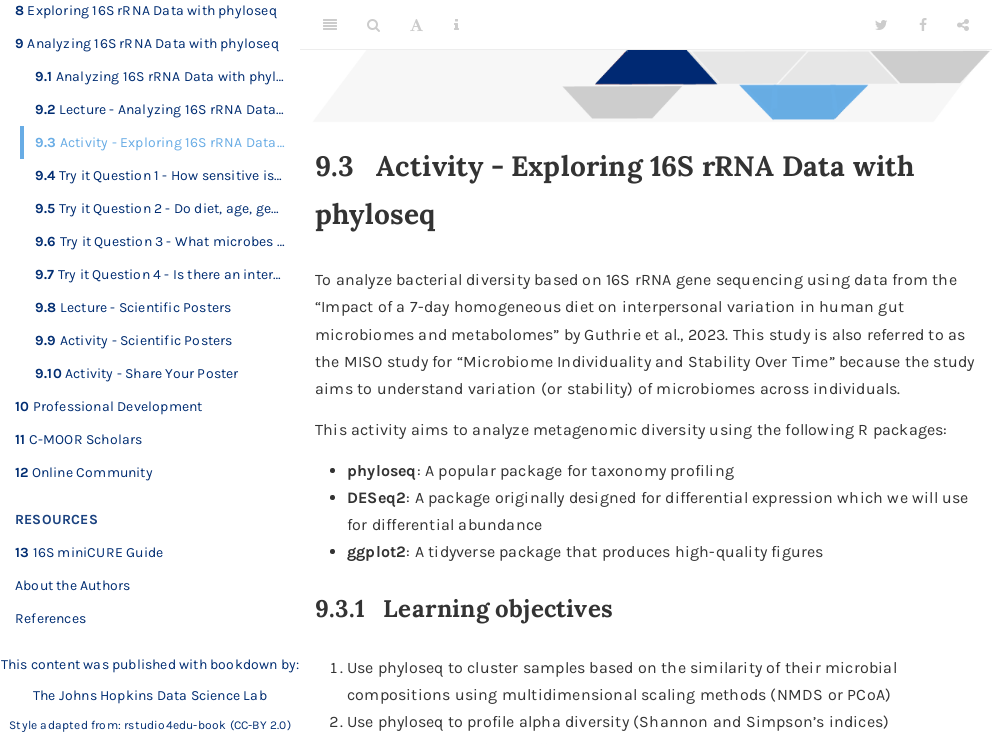 8 Exploring 16S rRNA Data with phyloseq
9 Analyzing 16S rRNA Data with phyloseq
9.1 Analyzing 16S rRNA Data with phyl...
9.2 Lecture - Analyzing 16S rRNA Data...
9.3 Activity - Exploring 16S rRNA Data...
9.4 Try it Question 1 - How sensitive is...
9.5 Try it Question 2 - Do diet, age, ge...
9.6 Try it Question 3 - What microbes ...
9.7 Try it Question 4 - Is there an inter...
9.8 Lecture - Scientific Posters
9.9 Activity - Scientific Posters
9.10 Activity - Share Your Poster
10 Professional Development
11 C-MOOR Scholars
12 Online Community
RESOURCES
13 16S miniCURE Guide
About the Authors
References
This content was published with bookdown by:
The Johns Hopkins Data Science Lab
Style adapted from: rstudio4edu-book (CC-BY 2.0)
9.3 Activity - Exploring 16S rRNA Data with
phyloseq
To analyze bacterial diversity based on 16S rRNA gene sequencing using data from the
“Impact of a 7-day homogeneous diet on interpersonal variation in human gut
microbiomes and metabolomes” by Guthrie et al., 2023. This study is also referred to as
the MISO study for “Microbiome Individuality and Stability Over Time” because the study
aims to understand variation (or stability) of microbiomes across individuals.
This activity aims to analyze metagenomic diversity using the following R packages:
• phyloseq: A popular package for taxonomy profiling
• DESeq2: A package originally designed for differential expression which we will use
for differential abundance
• ggplot2: A tidyverse package that produces high-quality figures
9.3.1 Learning objectives
1. Use phyloseq to cluster samples based on the similarity of their microbial
compositions using multidimensional scaling methods (NMDS or PCoA)
2. Use phyloseq to profile alpha diversity (Shannon and Simpson’s indices)